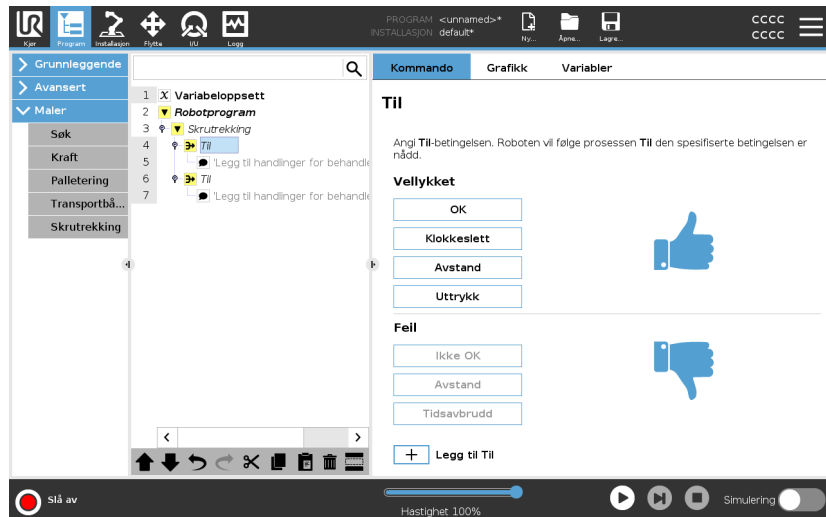 PROGRAM <unnamed>*
INSTALLASJON default*
Kjør
Program
Installasjon
Flytte
I/U
Logg
Ny...
Åpne...
Lagre...
CCCC
CCCC
Grunnleggende
Avansert
Maler
Søk
Kraft
Palletering
Transportbå...
Skrutrekking
1 X Variabeloppsett
2 Robotprogram
3 Skrutrekking
4 Til
5 'Legg til handlinger for behandle
6 Til
7 'Legg til handlinger for behandle
Kommando
Grafikk
Variabler
Til
Angi Til-betingelsen. Roboten vil følge prosessen Til den spesifiserte betingelsen er
nådd.
Vellykket
OK
Klokkeslett
Avstand
Uttrykk
Feil
Ikke OK
Avstand
Tidsavbrudd
+ Legg til Til
Slå av
Hastighet 100%
Simulering